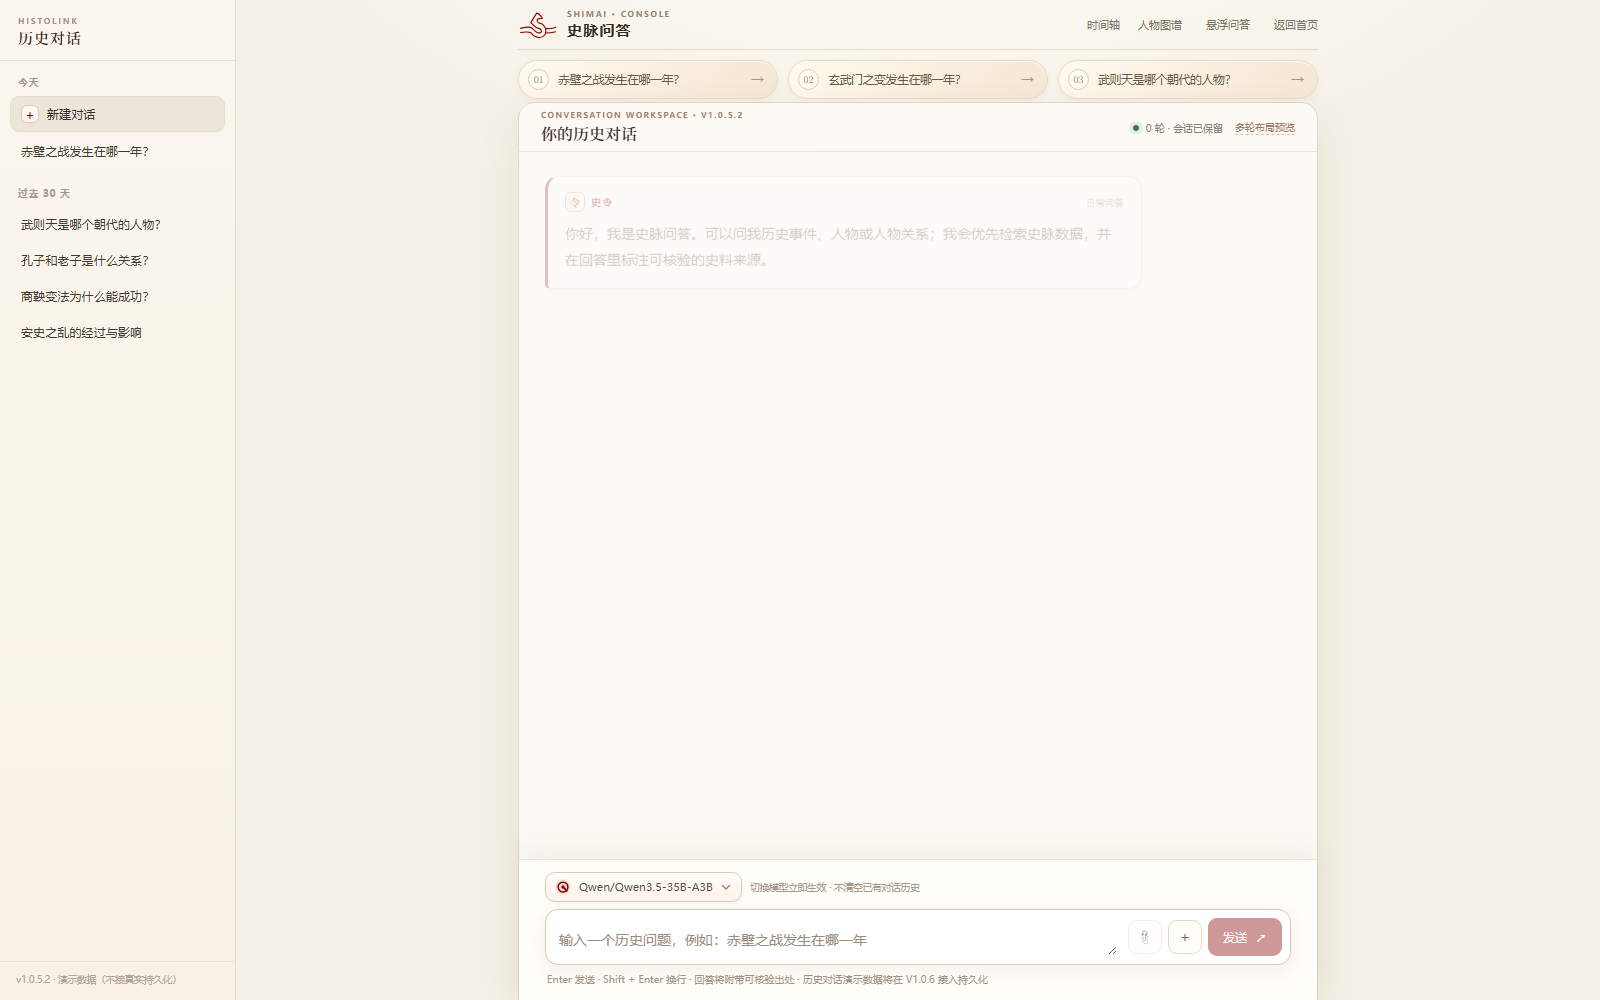 HISTOLINK
历史对话
今天
+ 新建对话
赤壁之战发生在哪一年？
过去 30 天
武则天是哪个朝代的人物？
孔子和老子是什么关系？
商鞅变法为什么能成功？
安史之乱的经过与影响
v1.0.5.2 · 演示数据（不接真实持久化）
SHIMAI • CONSOLE
史脉问答
时间轴 人物图谱 悬浮问答 返回首页
01 赤壁之战发生在哪一年？ →
02 玄武门之变发生在哪一年？ →
03 武则天是哪个朝代的人物？ →
CONVERSATION WORKSPACE • V1.0.5.2
你的历史对话
0 轮 · 会话已保留 多轮布局预览
史令 日常问答
你好，我是史脉问答。可以问我历史事件、人物或人物关系；我会优先检索史脉数据，并
在回答里标注可核验的史料来源。
Qwen/Qwen3.5-35B-A3B 切换模型立即生效 · 不清空已有对话历史
输入一个历史问题，例如：赤壁之战发生在哪一年
+ 发送 ↗
Enter 发送 · Shift + Enter 换行 · 回答将附带可核验出处 · 历史对话演示数据将在 V1.0.6 接入持久化